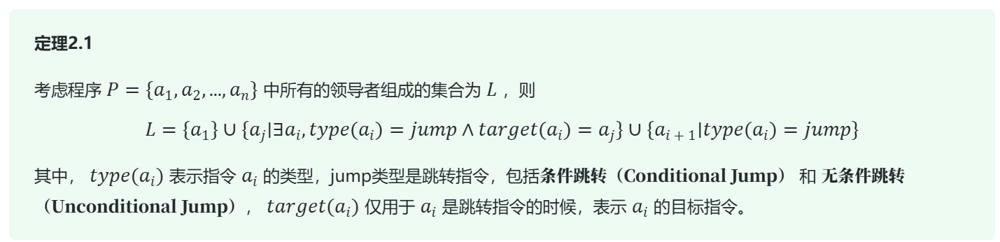 定理2.1
考虑程序 P = {a₁, a₂, ..., aₙ} 中所有的领导者组成的集合为 L ，则
L = {a₁} ∪ {aⱼ|∃aᵢ, type(aᵢ) = jump ∧ target(aᵢ) = aⱼ} ∪ {aᵢ₊₁|type(aᵢ) = jump}
其中， type(aᵢ) 表示指令 aᵢ 的类型，jump类型是跳转指令，包括条件跳转（Conditional Jump） 和 无条件跳转
（Unconditional Jump）， target(aᵢ) 仅用于 aᵢ 是跳转指令的时候，表示 aᵢ 的目标指令。